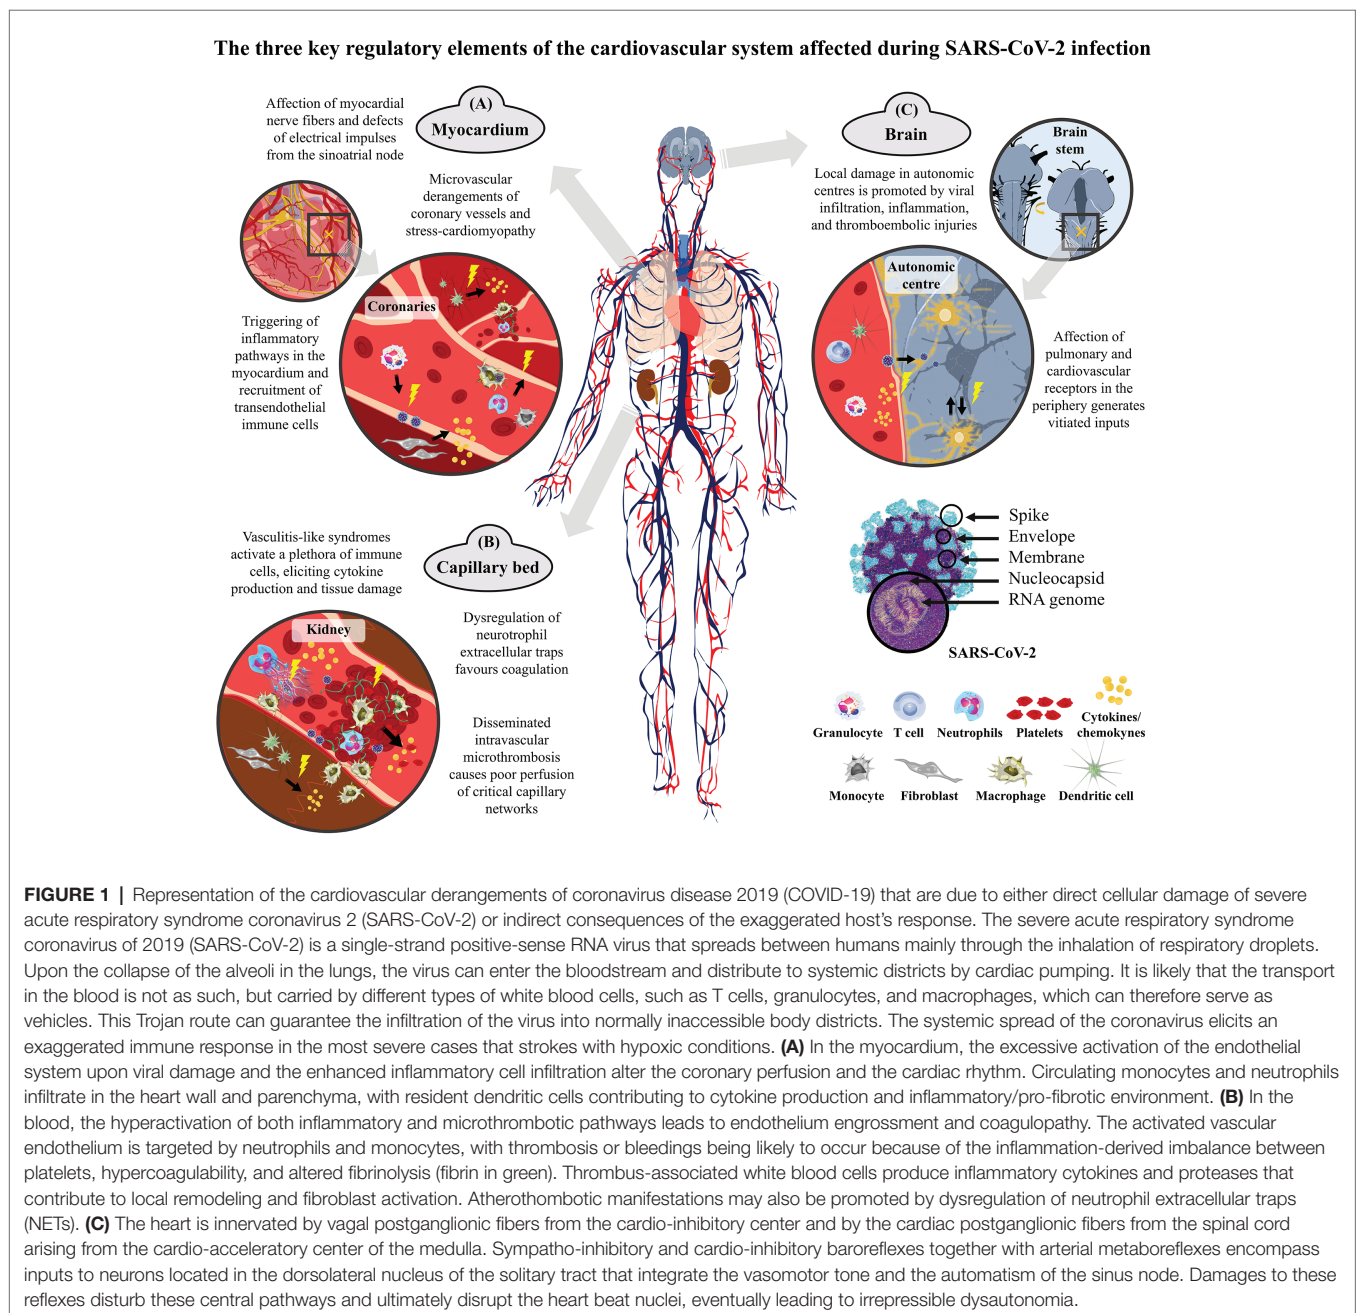 The three key regulatory elements of the cardiovascular system affected during SARS-CoV-2 infection
(A)
Myocardium
Affection of myocardial
nerve fibers and defects
of electrical impulses
from the sinoatrial node
Microvascular
derangements of
coronary vessels and
stress-cardiomyopathy
Coronaries
Triggering of
inflammatory
pathways in the
myocardium and
recruitment of
transendothelial
immune cells
(C)
Brain
Brain
stem
Local damage in autonomic
centres is promoted by viral
infiltration, inflammation,
and thromboembolic injuries
Autonomic
centre
Affection of
pulmonary and
cardiovascular
receptors in the
periphery generates
vitiated inputs
(B)
Capillary bed
Vasculitis-like syndromes
activate a plethora of immune
cells, eliciting cytokine
production and tissue damage
Kidney
Dysregulation of
neurotrophil
extracellular traps
favours coagulation
Disseminated
intravascular
microthrombosis
causes poor perfusion
of critical capillary
networks
Spike
Envelope
Membrane
Nucleocapsid
RNA genome
SARS-CoV-2
Granulocyte
T cell
Neutrophils
Platelets
Cytokines/
chemokynes
Monocyte
Fibroblast
Macrophage
Dendritic cell
FIGURE 1 | Representation of the cardiovascular derangements of coronavirus disease 2019 (COVID-19) that are due to either direct cellular damage of severe
acute respiratory syndrome coronavirus 2 (SARS-CoV-2) or indirect consequences of the exaggerated host's response. The severe acute respiratory syndrome
coronavirus of 2019 (SARS-CoV-2) is a single-strand positive-sense RNA virus that spreads between humans mainly through the inhalation of respiratory droplets.
Upon the collapse of the alveoli in the lungs, the virus can enter the bloodstream and distribute to systemic districts by cardiac pumping. It is likely that the transport
in the blood is not as such, but carried by different types of white blood cells, such as T cells, granulocytes, and macrophages, which can therefore serve as
vehicles. This Trojan route can guarantee the infiltration of the virus into normally inaccessible body districts. The systemic spread of the coronavirus elicits an
exaggerated immune response in the most severe cases that strokes with hypoxic conditions. (A) In the myocardium, the excessive activation of the endothelial
system upon viral damage and the enhanced inflammatory cell infiltration alter the coronary perfusion and the cardiac rhythm. Circulating monocytes and neutrophils
infiltrate in the heart wall and parenchyma, with resident dendritic cells contributing to cytokine production and inflammatory/pro-fibrotic environment. (B) In the
blood, the hyperactivation of both inflammatory and microthrombotic pathways leads to endothelium engrossment and coagulopathy. The activated vascular
endothelium is targeted by neutrophils and monocytes, with thrombosis or bleedings being likely to occur because of the inflammation-derived imbalance between
platelets, hypercoagulability, and altered fibrinolysis (fibrin in green). Thrombus-associated white blood cells produce inflammatory cytokines and proteases that
contribute to local remodeling and fibroblast activation. Atherothombotic manifestations may also be promoted by dysregulation of neutrophil extracellular traps
(NETs). (C) The heart is innervated by vagal postganglionic fibers from the cardio-inhibitory center and by the cardiac postganglionic fibers from the spinal cord
arising from the cardio-acceleratory center of the medulla. Sympatho-inhibitory and cardio-inhibitory baroreflexes together with arterial metaboreflexes encompass
inputs to neurons located in the dorsolateral nucleus of the solitary tract that integrate the vasomotor tone and the automatism of the sinus node. Damages to these
reflexes disturb these central pathways and ultimately disrupt the heart beat nuclei, eventually leading to irrepressible dysautonomia.